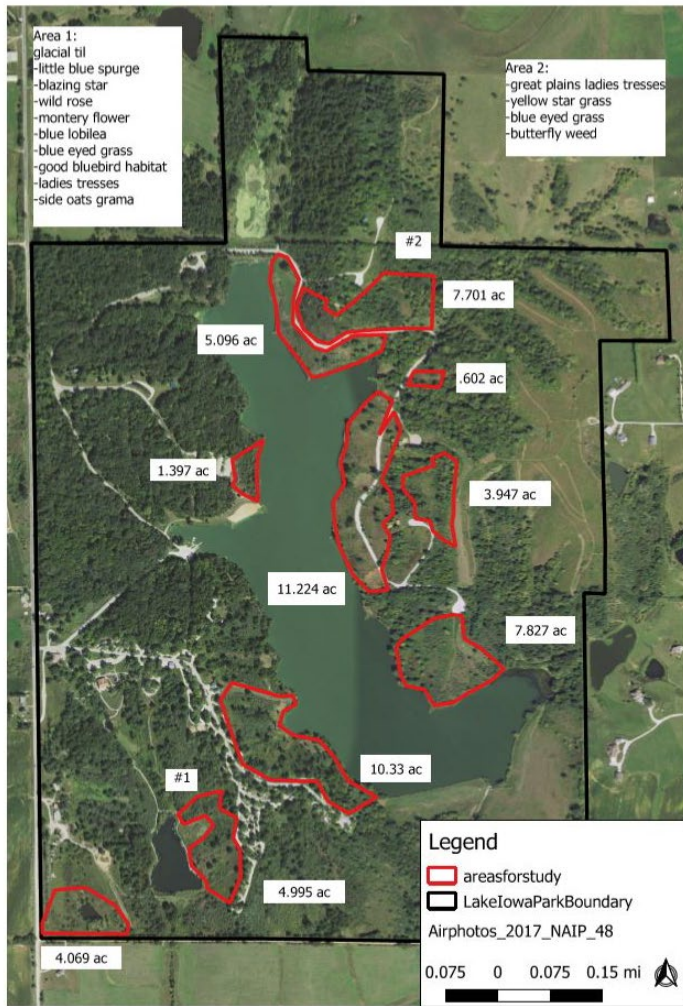 Area 1:
glacial til
-little blue spurge
-blazing star
-wild rose
-montery flower
-blue lobilea
-blue eyed grass
-good bluebird habitat
-ladies tresses
-side oats grama
Area 2:
-great plains ladies tresses
-yellow star grass
-blue eyed grass
-butterfly weed
#2
7.701 ac
5.096 ac
.602 ac
1.397 ac
3.947 ac
11.224 ac
7.827 ac
10.33 ac
#1
4.995 ac
4.069 ac
Legend
areasforstudy
LakeIowaParkBoundary
Airphotos_2017_NAIP_48
0.075 0 0.075 0.15 mi